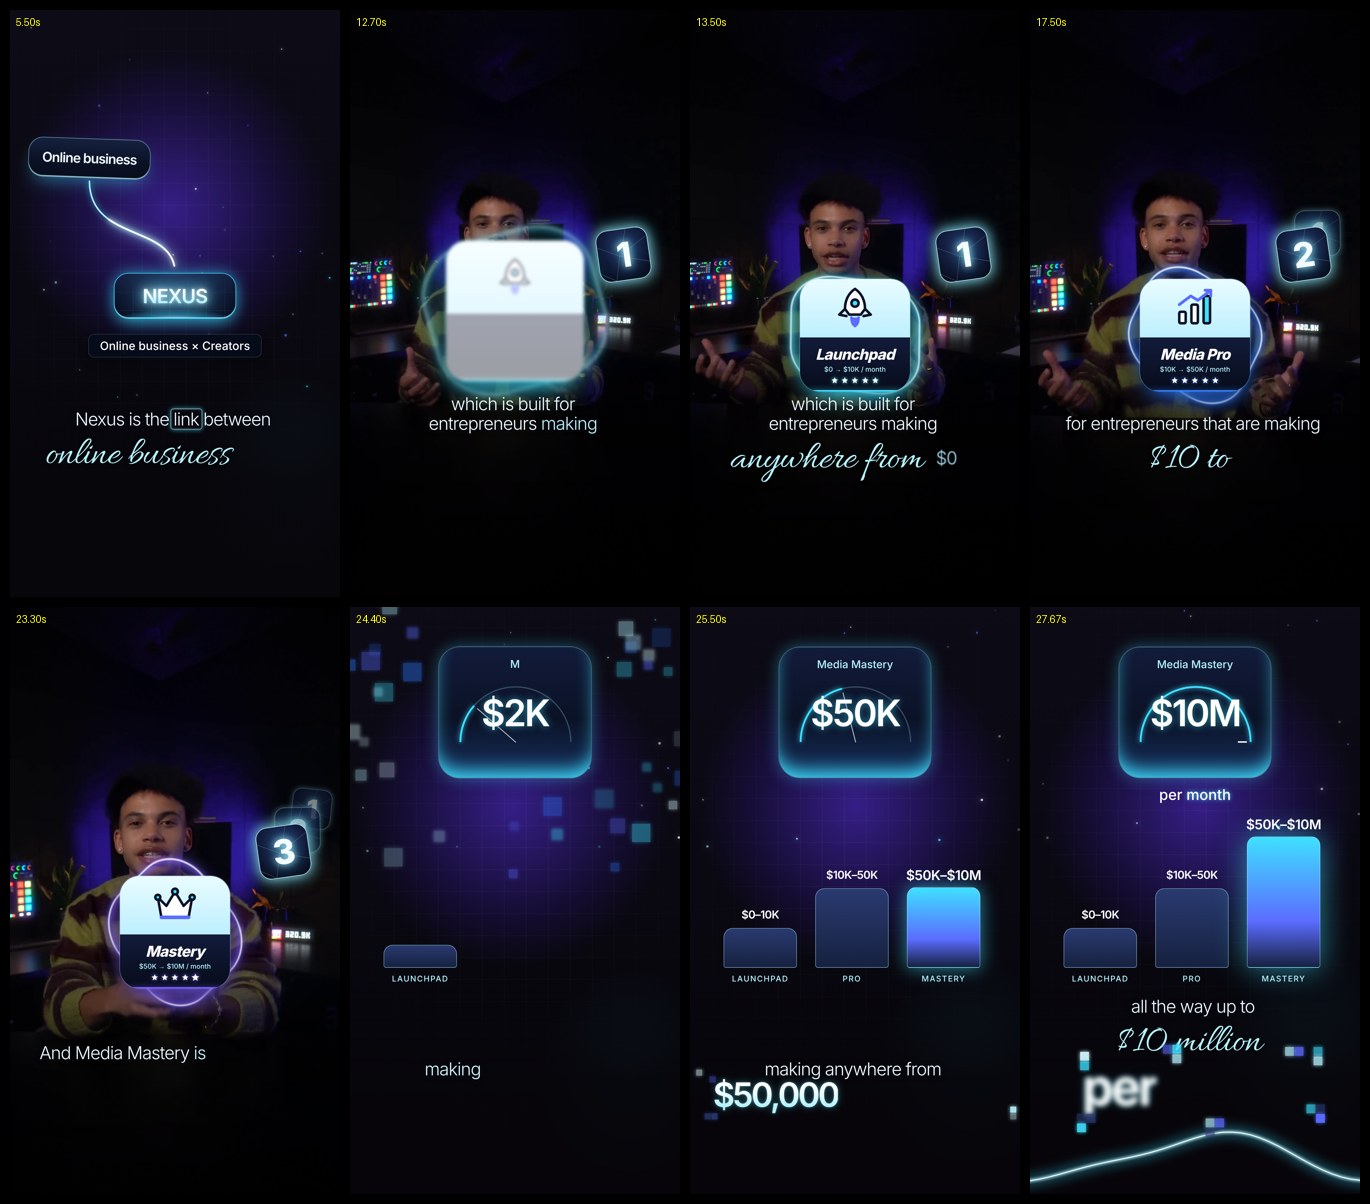 5.50s
Online business
NEXUS
Online business × Creators
Nexus is the link between
online business
12.70s
1
which is built for
entrepreneurs making
13.50s
1
Launchpad
$0 → $10K / month
which is built for
entrepreneurs making
anywhere from $0
17.50s
2
Media Pro
$10K → $50K / month
for entrepreneurs that are making
$10 to
23.30s
1
3
Mastery
$50K → $10M / month
And Media Mastery is
24.40s
M
$2K
LAUNCHPAD
making
25.50s
Media Mastery
$50K
$0–10K
$10K–50K
$50K–$10M
LAUNCHPAD
PRO
MASTERY
making anywhere from
$50,000
27.67s
Media Mastery
$10M
per month
$0–10K
$10K–50K
$50K–$10M
LAUNCHPAD
PRO
MASTERY
all the way up to
$10 million
per